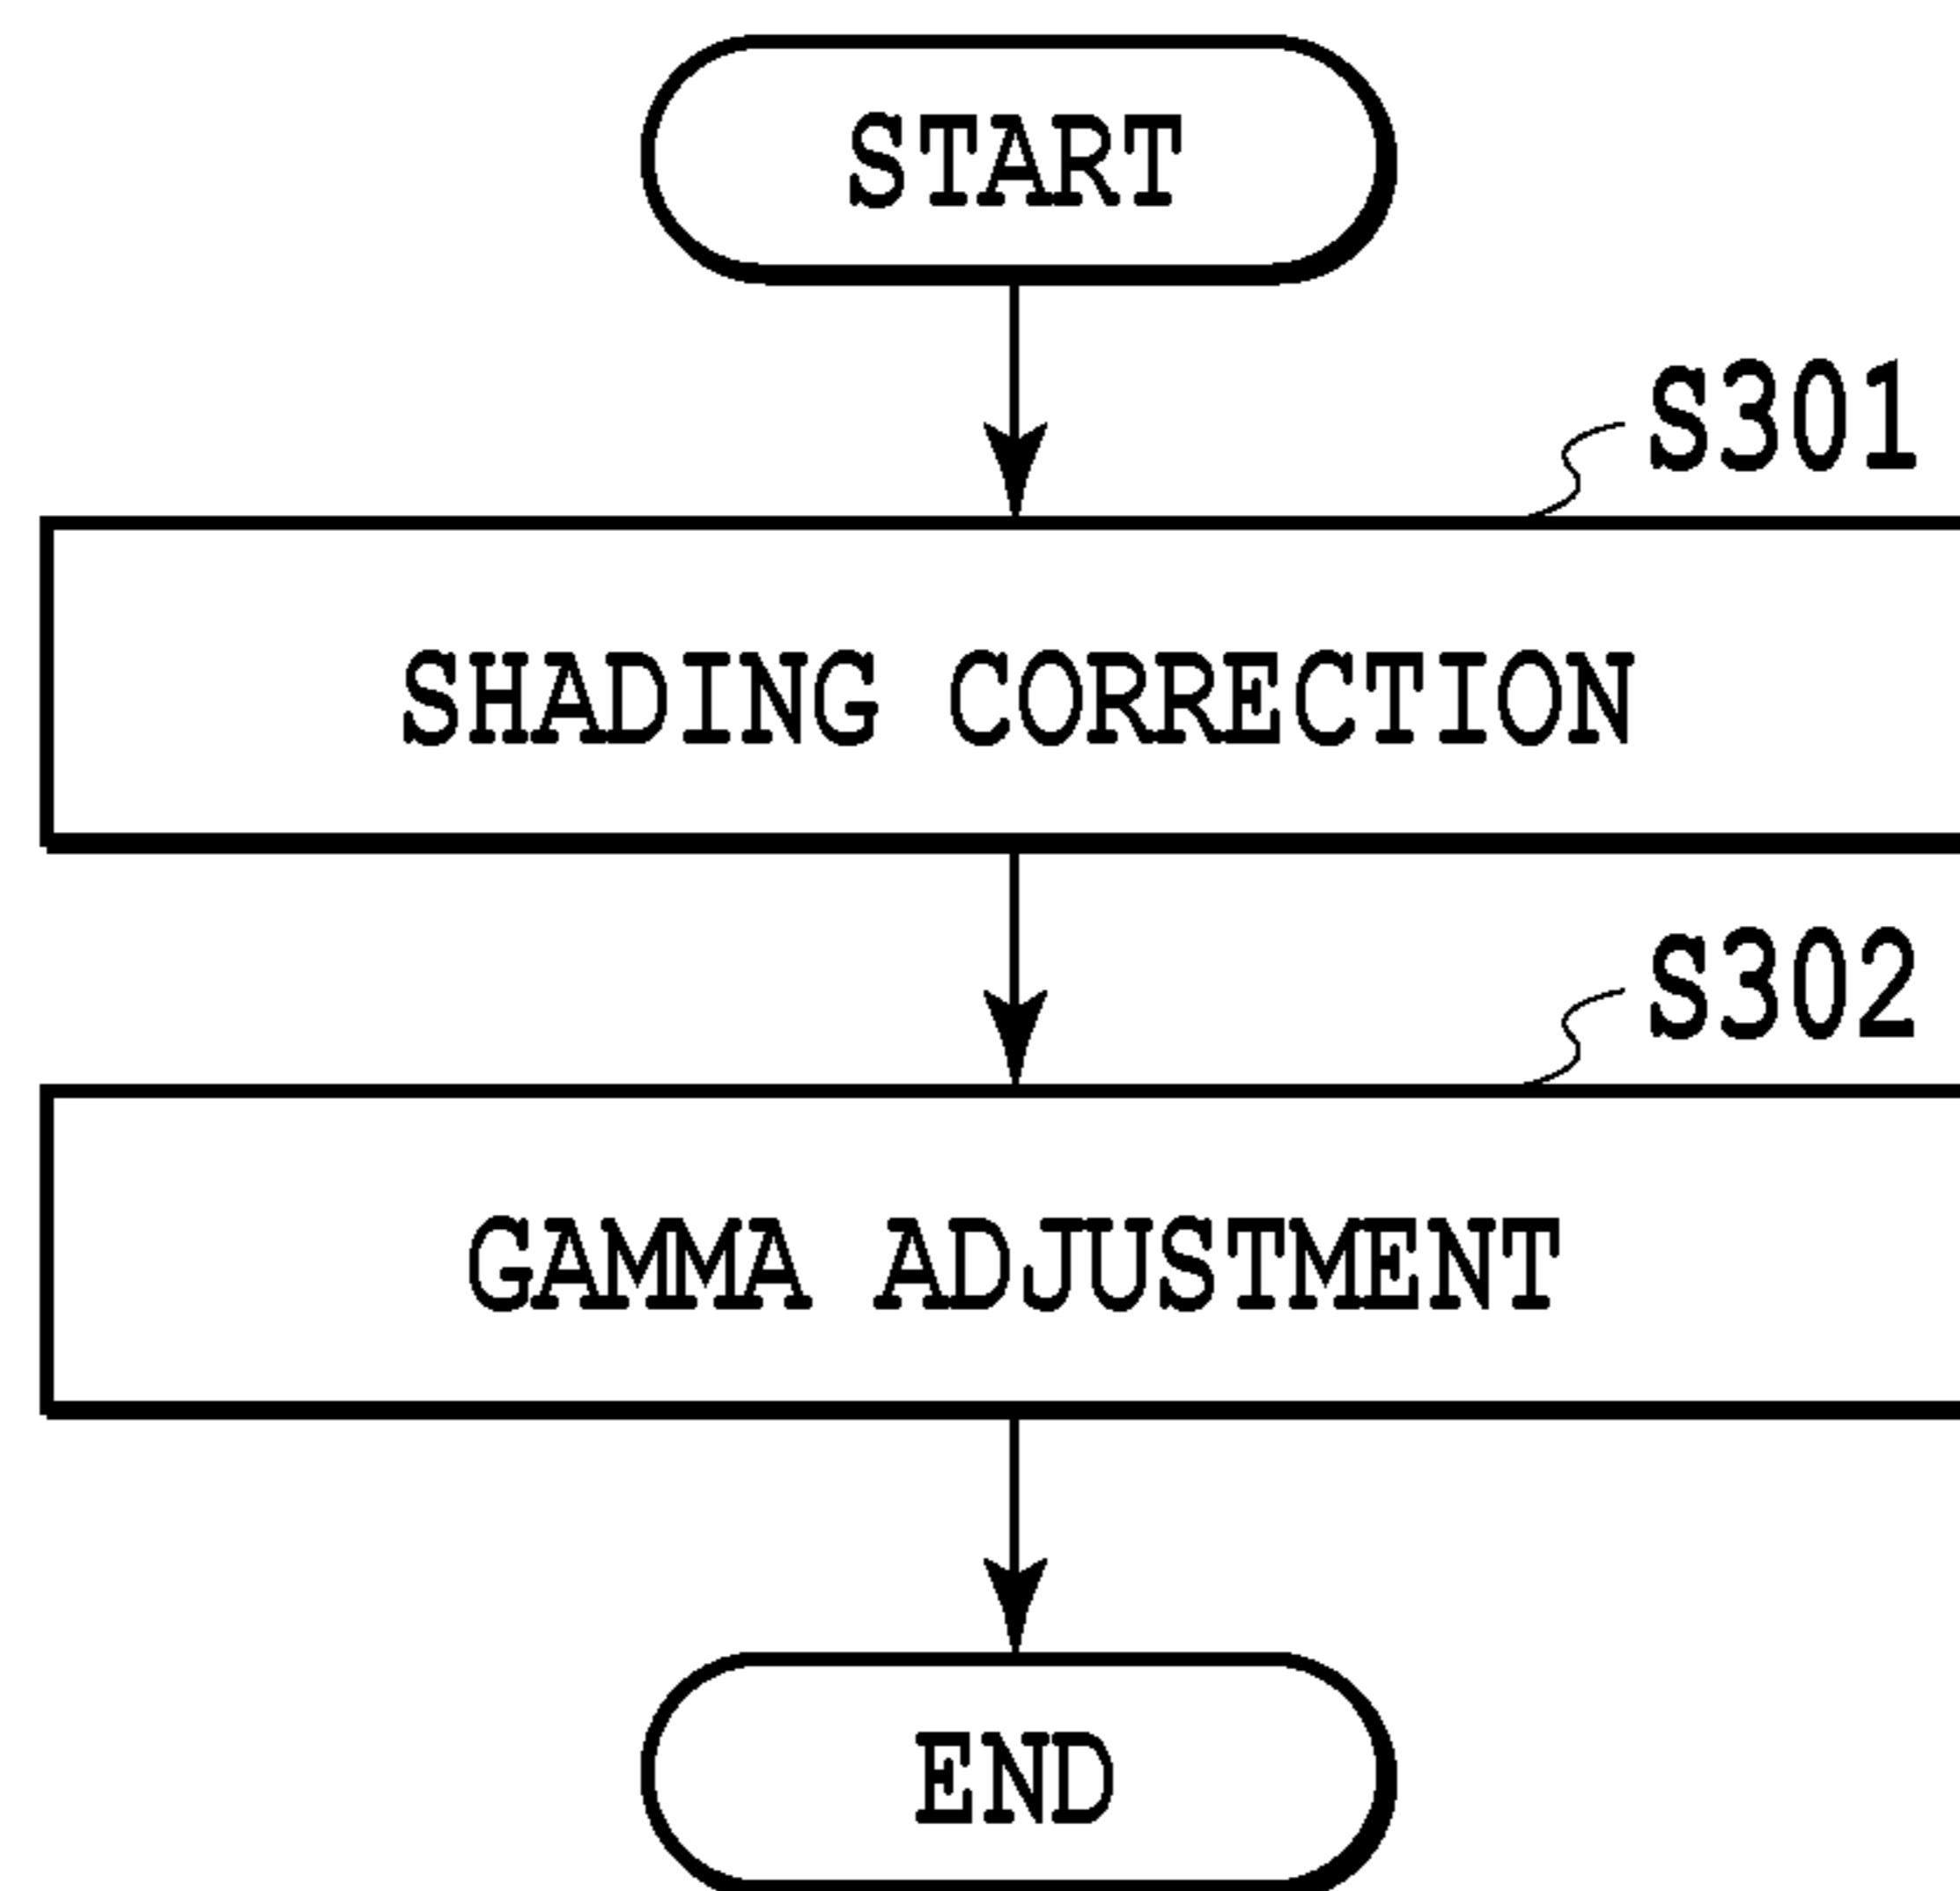 START
S301
SHADING CORRECTION
S302
GAMMA ADJUSTMENT
END